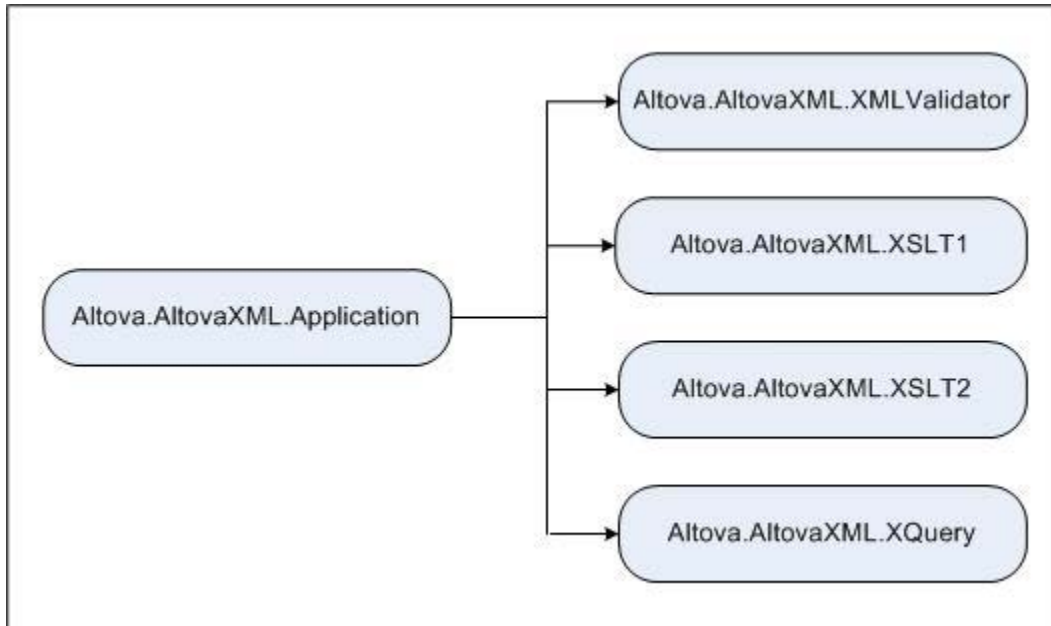 Altova.AltovaXML.XMLValidator
Altova.AltovaXML.XSLT1
Altova.AltovaXML.Application
Altova.AltovaXML.XSLT2
Altova.AltovaXML.XQuery